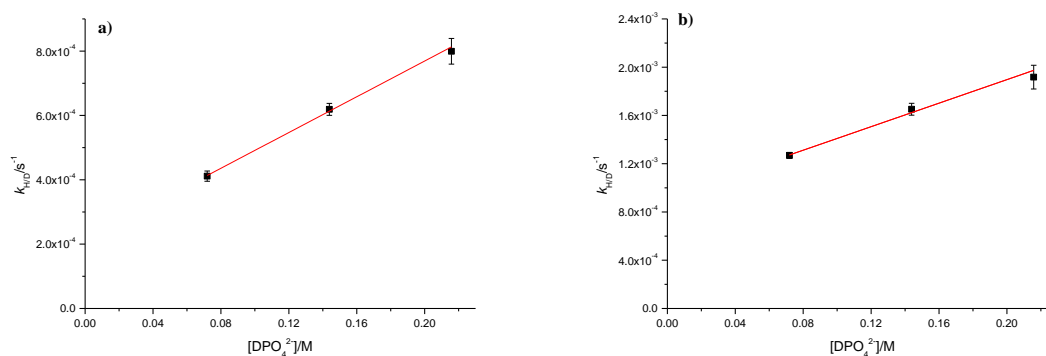 a)
8.0x10⁻⁴
6.0x10⁻⁴
4.0x10⁻⁴
2.0x10⁻⁴
0.0
k_H/D/s⁻¹
0.00 0.04 0.08 0.12 0.16 0.20
[DPO₄²]/M
b)
2.4x10⁻³
2.0x10⁻³
1.6x10⁻³
1.2x10⁻³
8.0x10⁻⁴
4.0x10⁻⁴
0.0
k_H/D/s⁻¹
0.00 0.04 0.08 0.12 0.16 0.20
[DPO₄²]/M